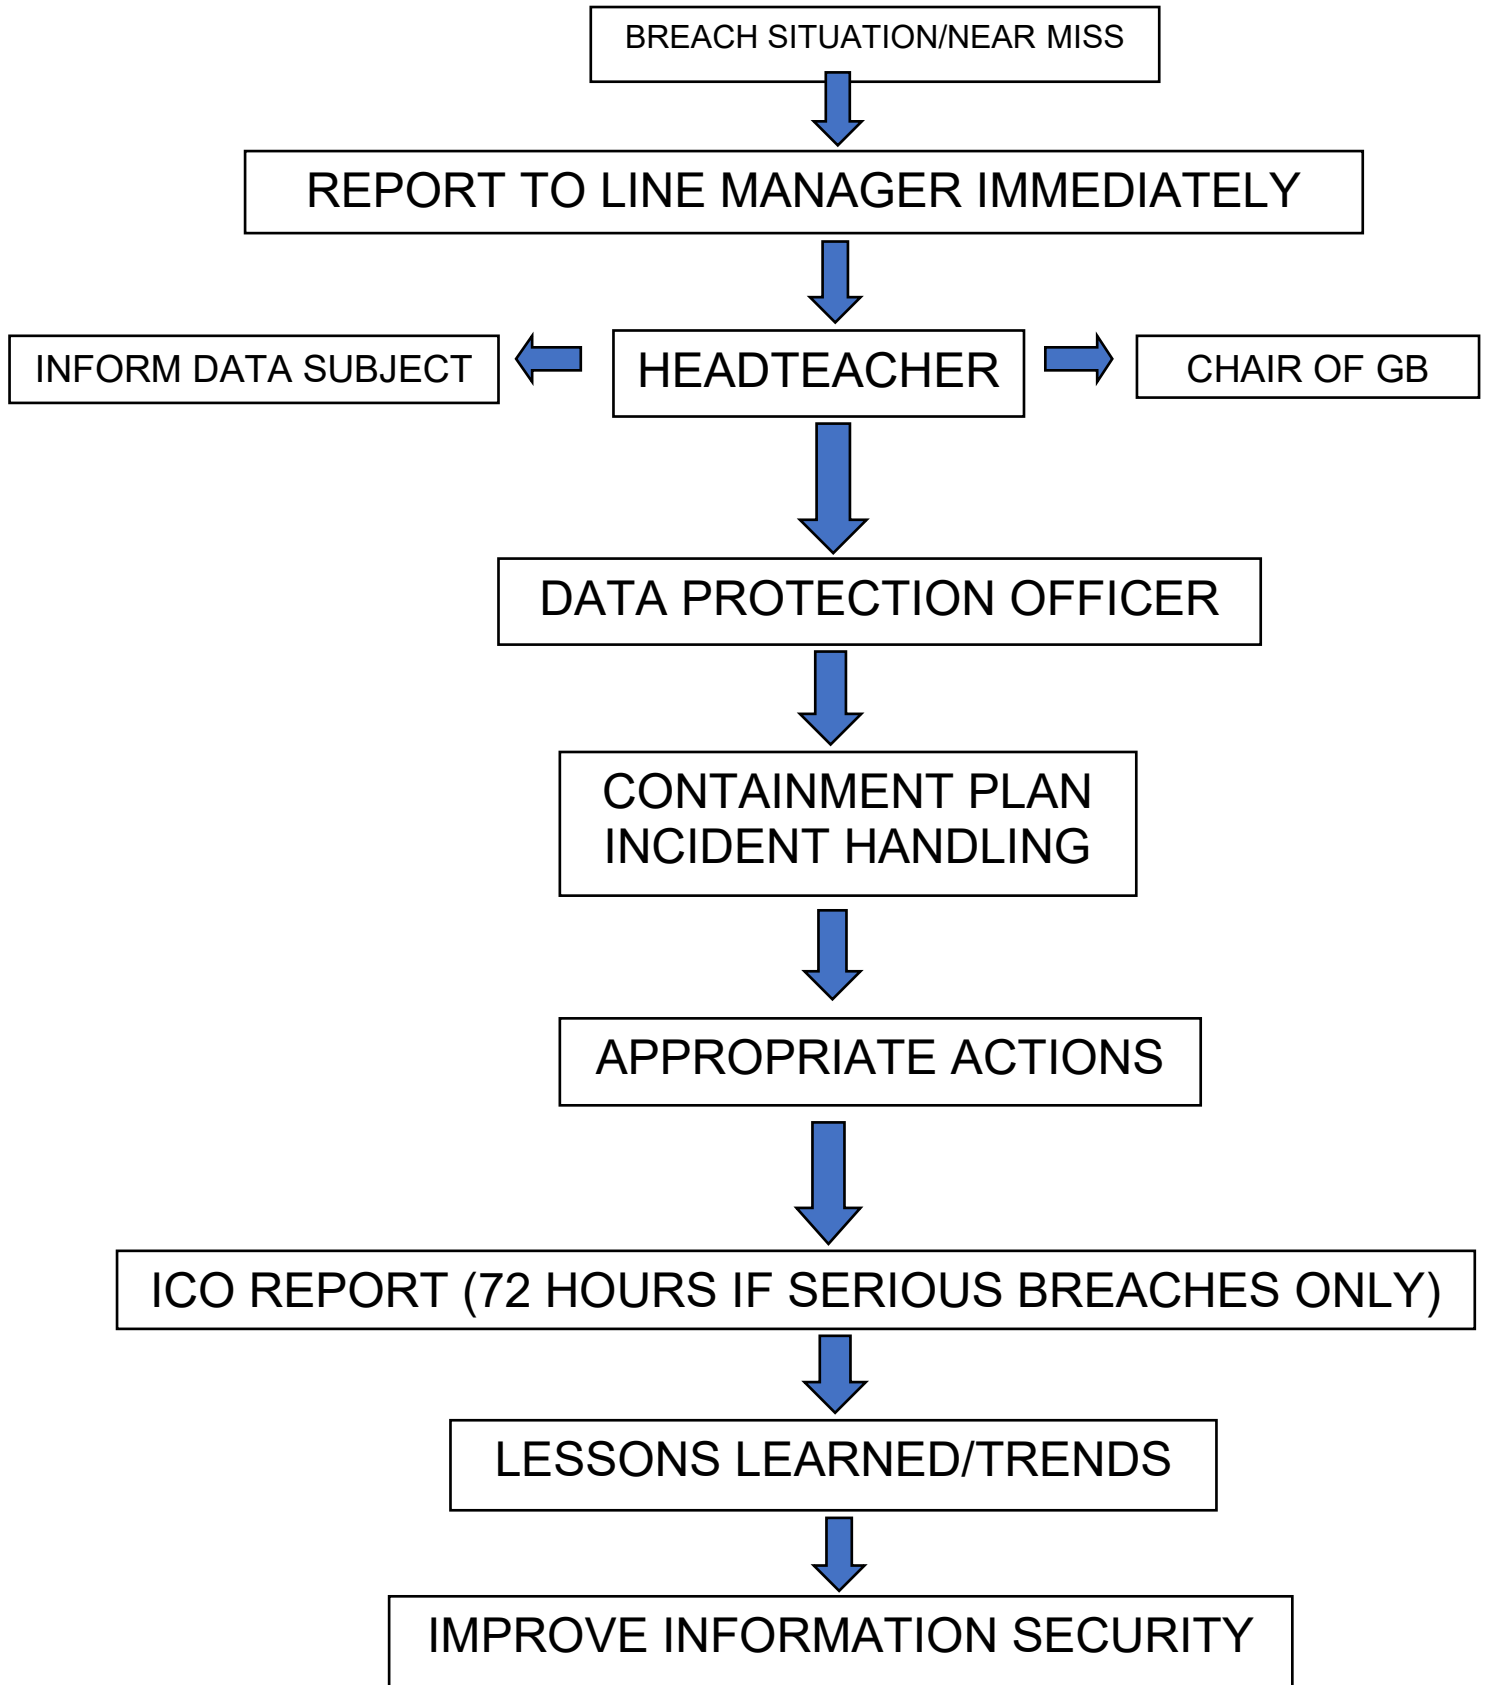 BREACH SITUATION/NEAR MISS
REPORT TO LINE MANAGER IMMEDIATELY
INFORM DATA SUBJECT
HEADTEACHER
CHAIR OF GB
DATA PROTECTION OFFICER
CONTAINMENT PLAN
INCIDENT HANDLING
APPROPRIATE ACTIONS
ICO REPORT (72 HOURS IF SERIOUS BREACHES ONLY)
LESSONS LEARNED/TRENDS
IMPROVE INFORMATION SECURITY